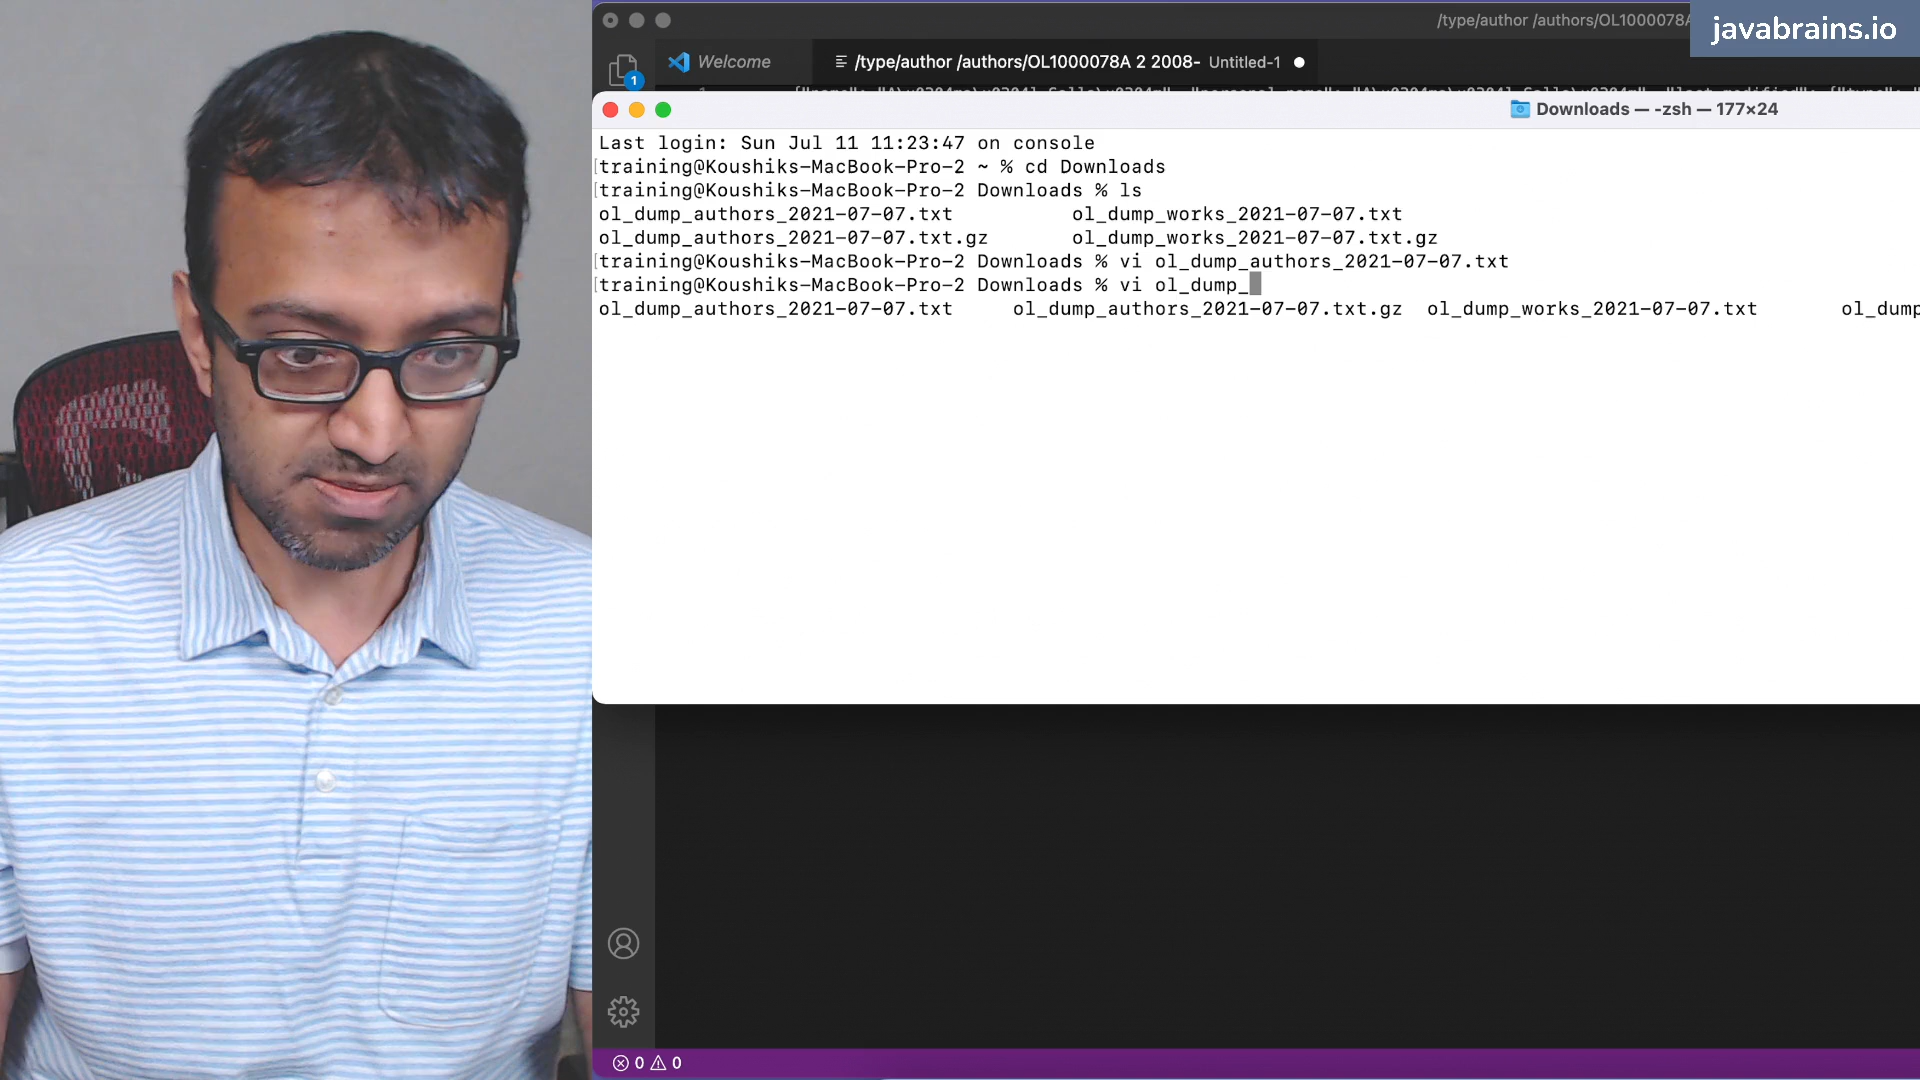 /type/author /authors/OL1000078A
javabrains.io
1
Welcome
/type/author /authors/OL1000078A 2 2008- Untitled-1
Downloads — -zsh — 177×24
Last login: Sun Jul 11 11:23:47 on console
[training@Koushiks-MacBook-Pro-2 ~ % cd Downloads
[training@Koushiks-MacBook-Pro-2 Downloads % ls
ol_dump_authors_2021-07-07.txt ol_dump_works_2021-07-07.txt
ol_dump_authors_2021-07-07.txt.gz ol_dump_works_2021-07-07.txt.gz
[training@Koushiks-MacBook-Pro-2 Downloads % vi ol_dump_authors_2021-07-07.txt
[training@Koushiks-MacBook-Pro-2 Downloads % vi ol_dump_
ol_dump_authors_2021-07-07.txt ol_dump_authors_2021-07-07.txt.gz ol_dump_works_2021-07-07.txt ol_dump
0 0